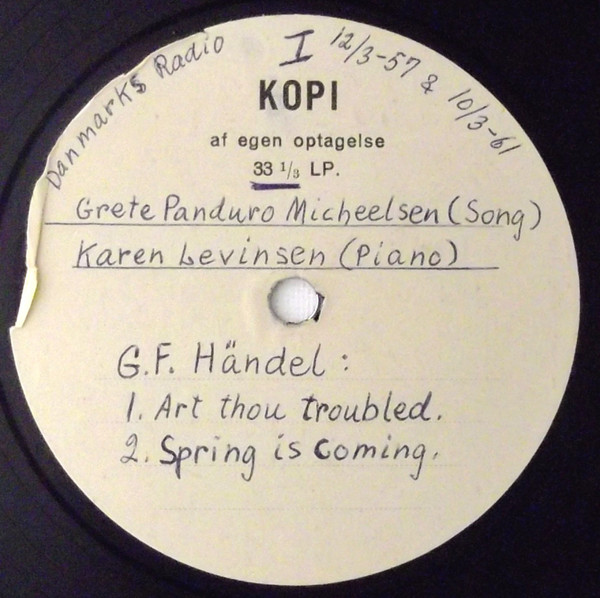 Danmarks Radio I 12/3-57 & 10/3-61
KOPI
af egen optagelse
33 1/3 LP.
Grete Panduro Micheelsen (Song)
Karen Levinsen (Piano)
G.F. Händel :
1. Art thou troubled.
2. Spring is coming.